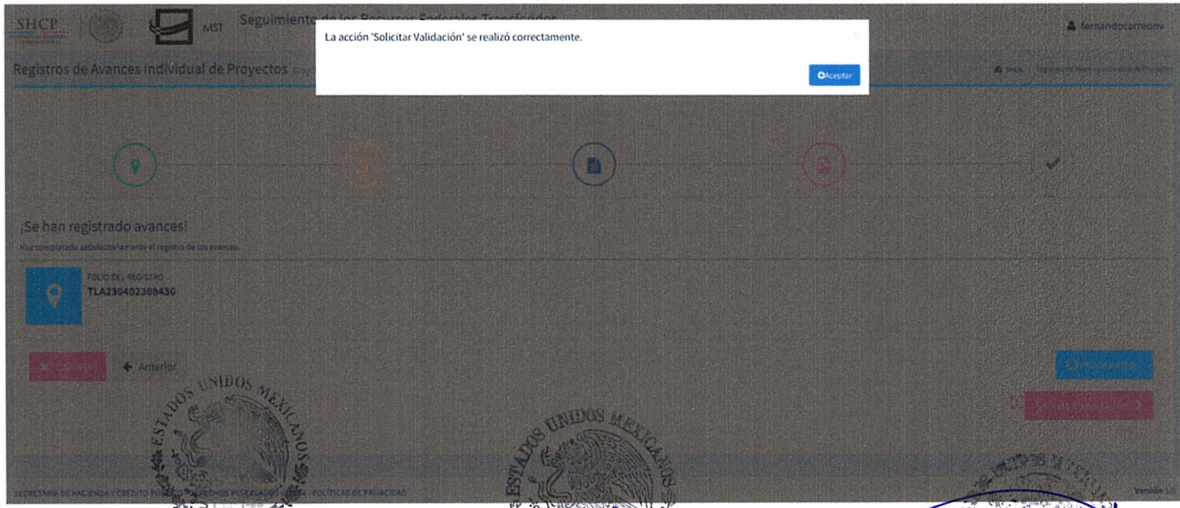 SHCP
MST
Seguimiento de los Recursos Federales Transferidos
fernandocarreonv
La acción 'Solicitar Validación' se realizó correctamente.
Aceptar
Registros de Avances Individual de Proyectos
¡Se han registrado avances!
Haz completado satisfactoriamente el registro de los avances.
FOLIO DEL REGISTRO
TLA230402308436
Cancelar
Anterior
ESTADOS UNIDOS MEXICANOS
ESTADOS UNIDOS MEXICANOS
SECRETARÍA DE HACIENDA Y CRÉDITO PÚBLICO
POLÍTICAS DE PRIVACIDAD
Versión